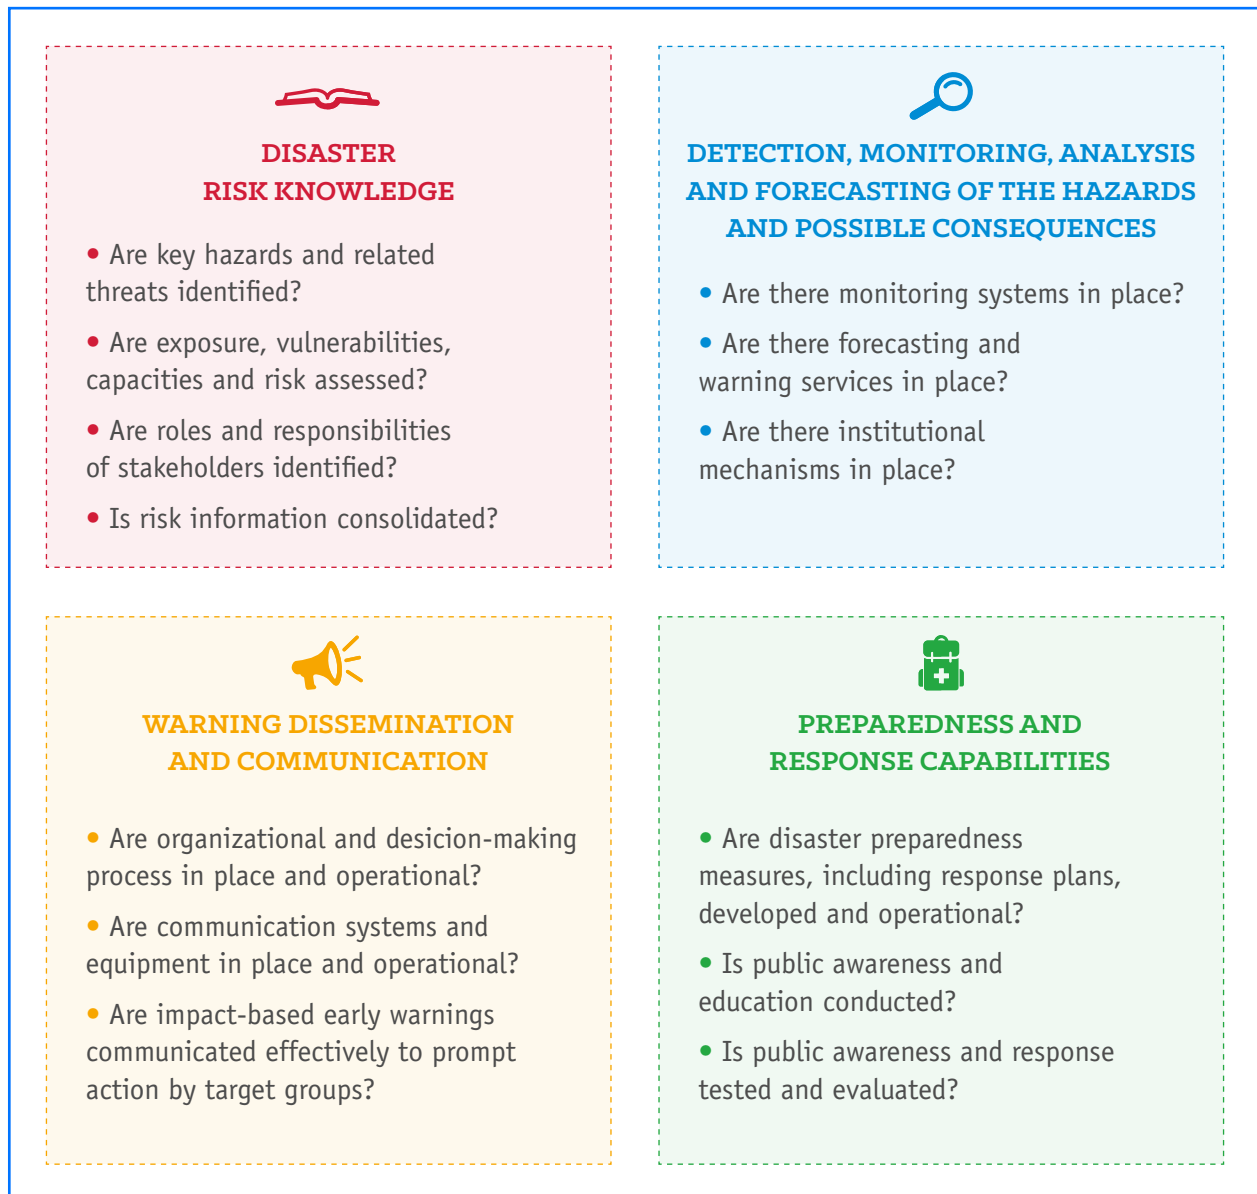 DISASTER
RISK KNOWLEDGE
• Are key hazards and related
threats identified?
• Are exposure, vulnerabilities,
capacities and risk assessed?
• Are roles and responsibilities
of stakeholders identified?
• Is risk information consolidated?
DETECTION, MONITORING, ANALYSIS
AND FORECASTING OF THE HAZARDS
AND POSSIBLE CONSEQUENCES
• Are there monitoring systems in place?
• Are there forecasting and
warning services in place?
• Are there institutional
mechanisms in place?
WARNING DISSEMINATION
AND COMMUNICATION
• Are organizational and desicion-making
process in place and operational?
• Are communication systems and
equipment in place and operational?
• Are impact-based early warnings
communicated effectively to prompt
action by target groups?
PREPAREDNESS AND
RESPONSE CAPABILITIES
• Are disaster preparedness
measures, including response plans,
developed and operational?
• Is public awareness and
education conducted?
• Is public awareness and response
tested and evaluated?